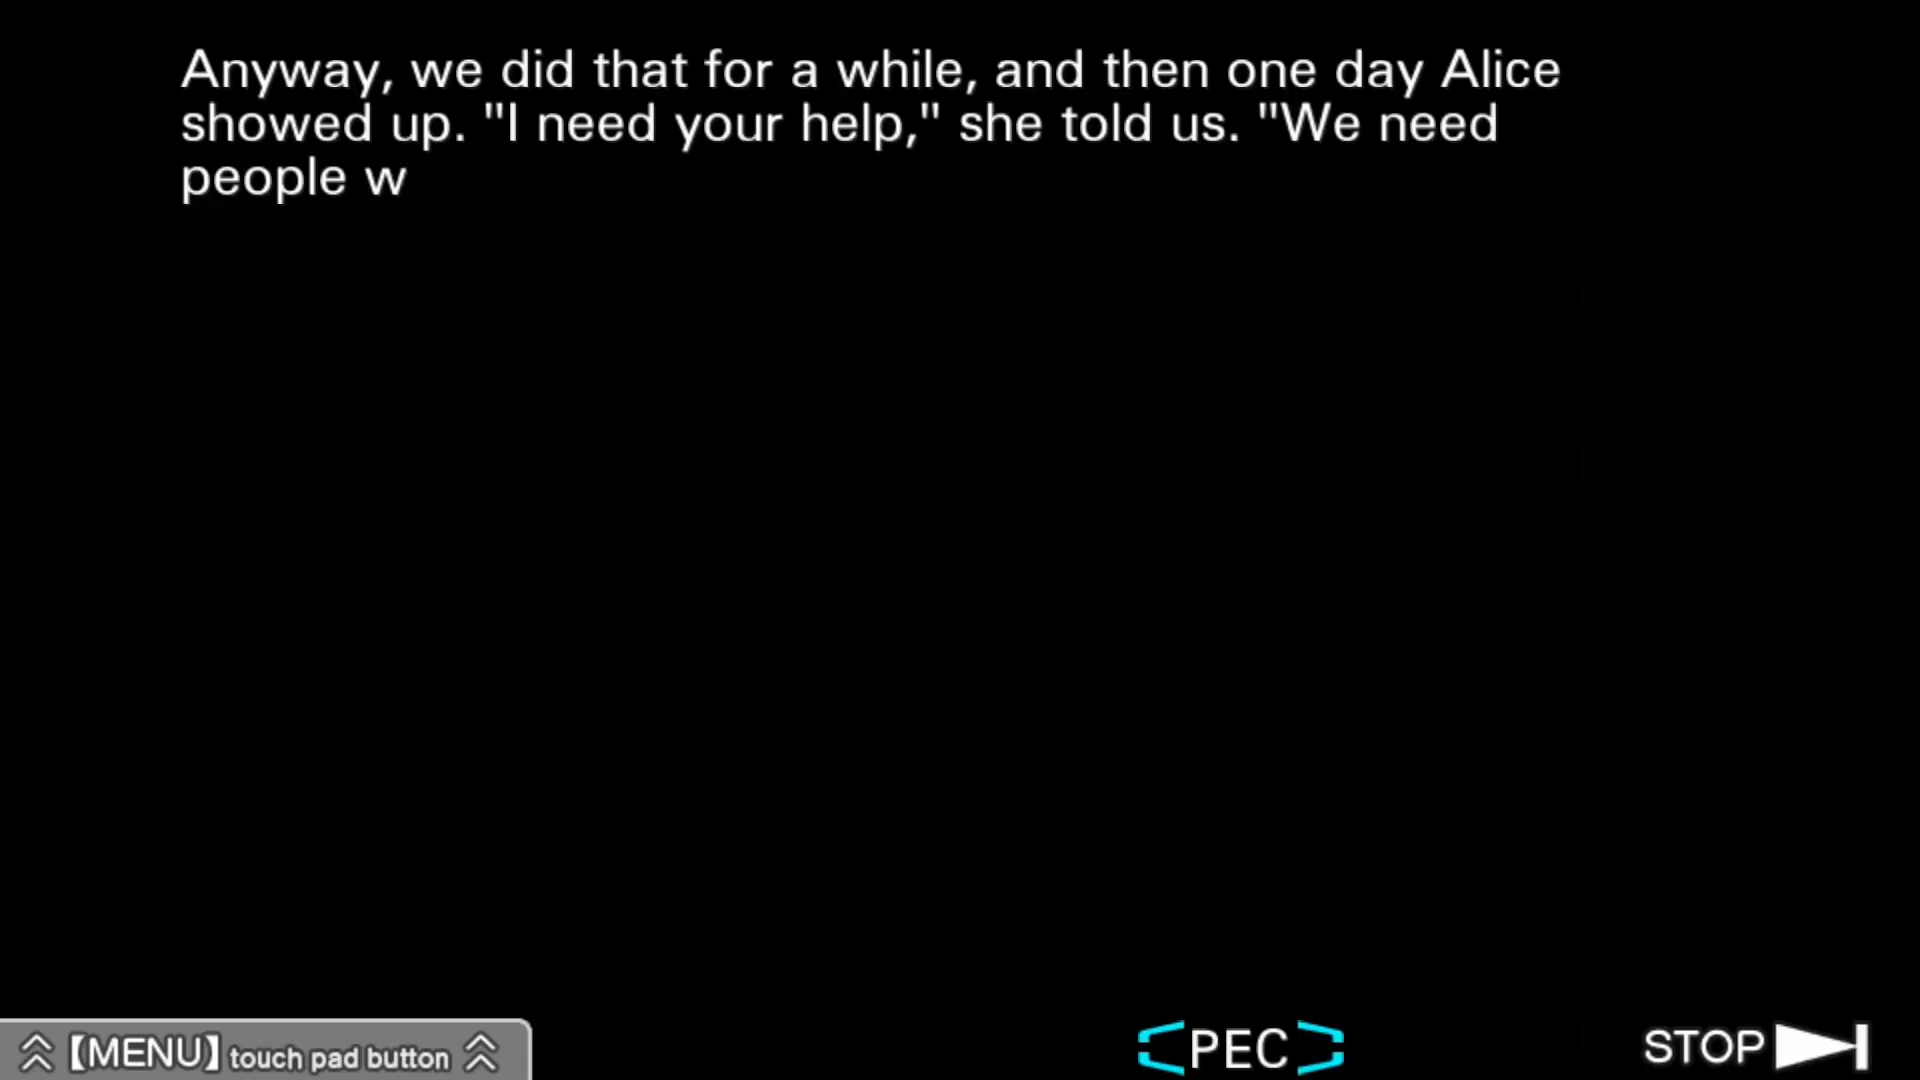 Anyway, we did that for a while, and then one day Alice
showed up. "I need your help," she told us. "We need
people w
【MENU】touch pad button
PEC
STOP